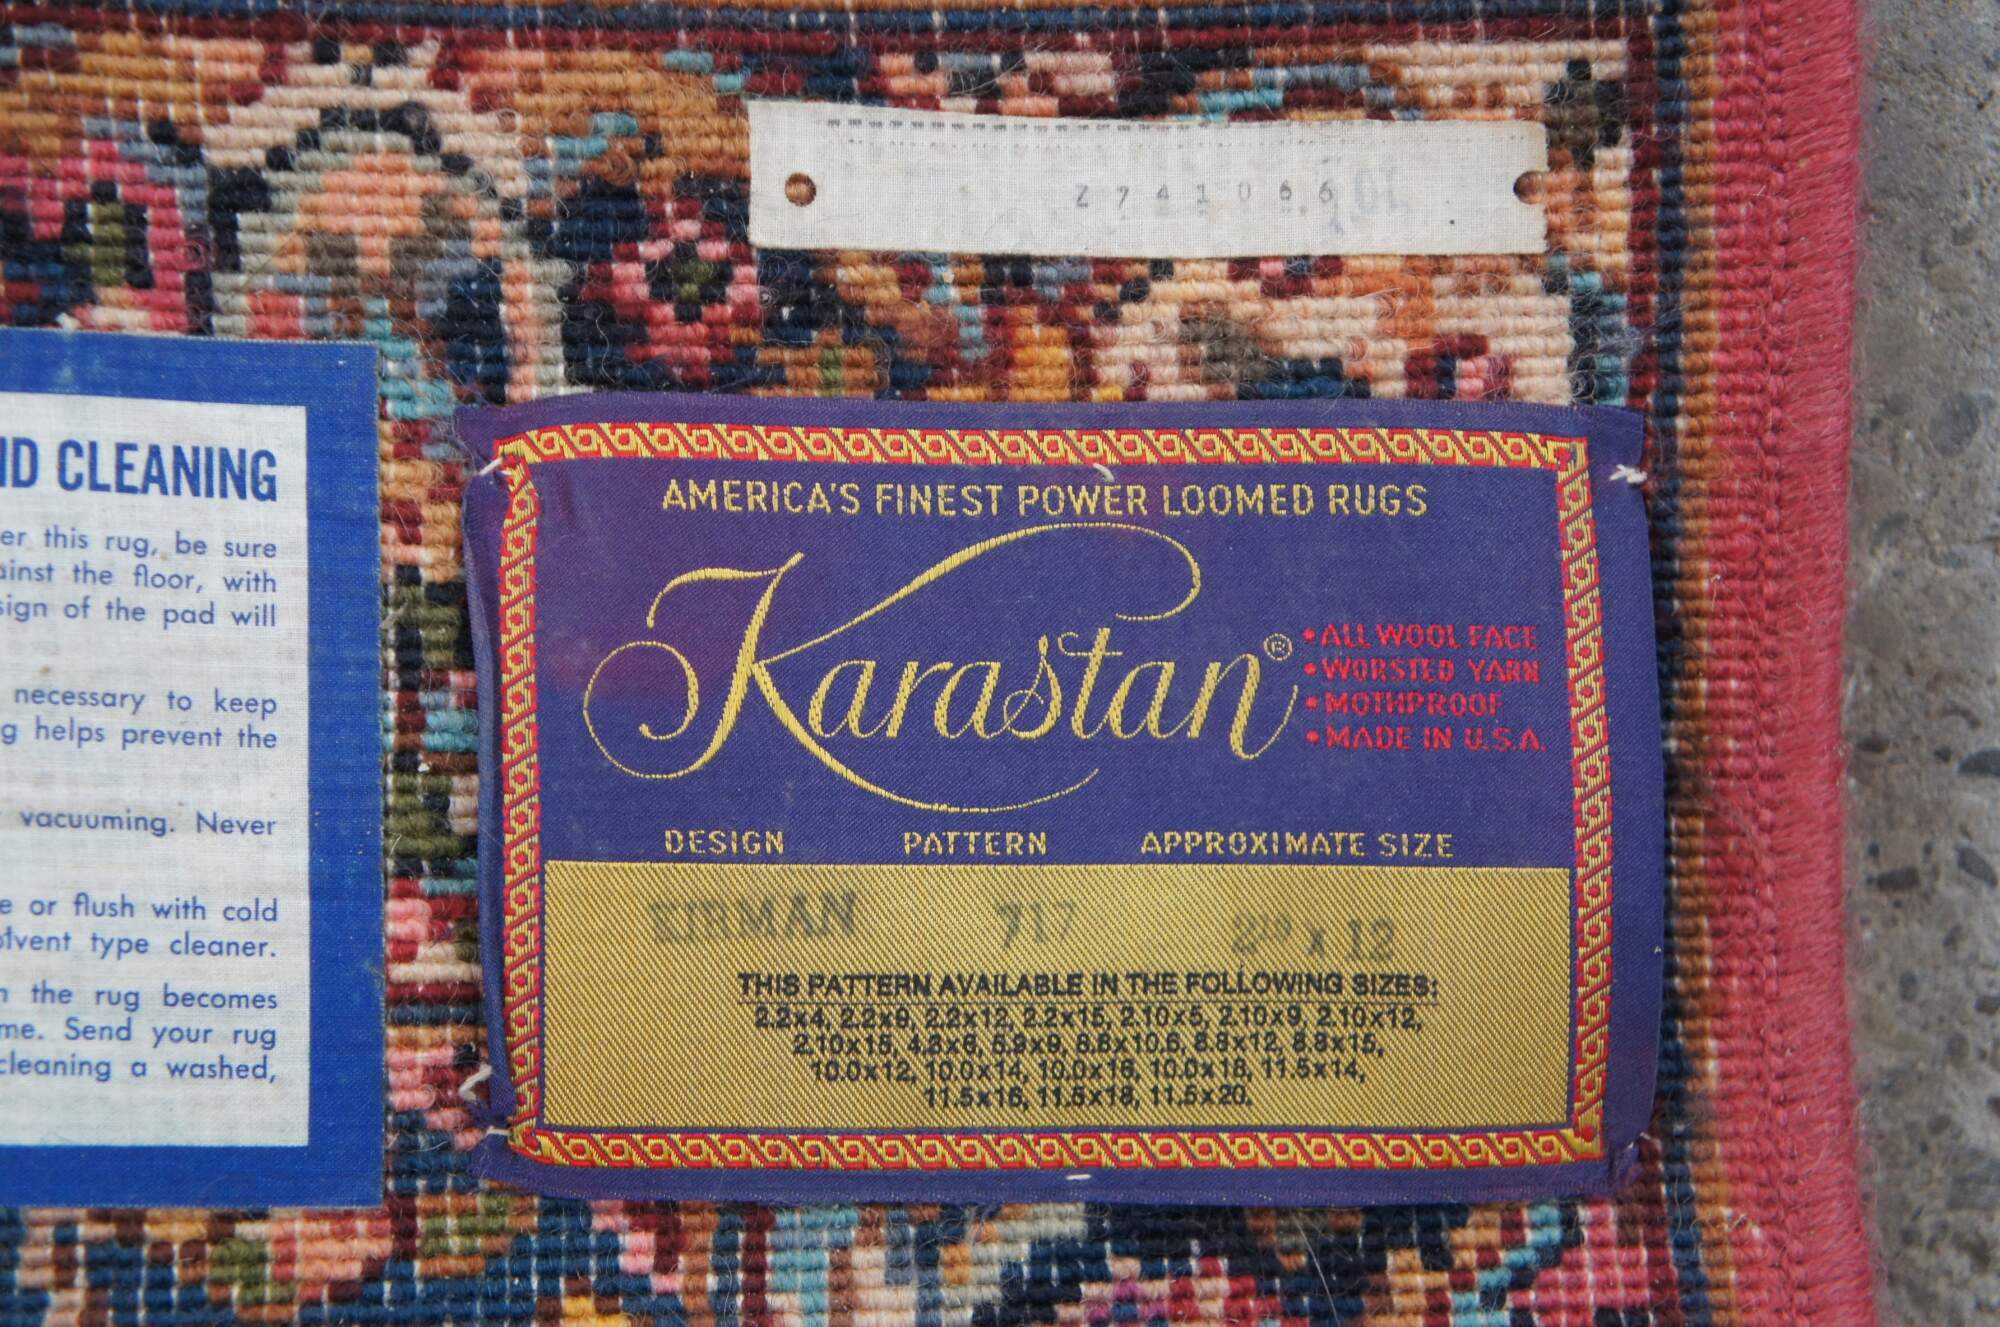 Z741066
ID CLEANING
er this rug, be sure
ainst the floor, with
sign of the pad will
necessary to keep
g helps prevent the
vacuuming. Never
e or flush with cold
olvent type cleaner.
n the rug becomes
me. Send your rug
cleaning a washed,
AMERICA'S FINEST POWER LOOMED RUGS
Karastan®
• ALL WOOL FACE
• WORSTED YARN
• MOTHPROOF
• MADE IN U.S.A.
DESIGN PATTERN APPROXIMATE SIZE
KIRMAN 717 2¹⁰ x 12
THIS PATTERN AVAILABLE IN THE FOLLOWING SIZES:
2.2x4, 2.2x9, 2.2x12, 2.2x15, 2.10x5, 2.10x9, 2.10x12,
2.10x15, 4.3x6, 5.9x9, 8.8x10.6, 8.8x12, 8.8x15,
10.0x12, 10.0x14, 10.0x16, 10.0x18, 11.5x14,
11.5x16, 11.5x18, 11.5x20.